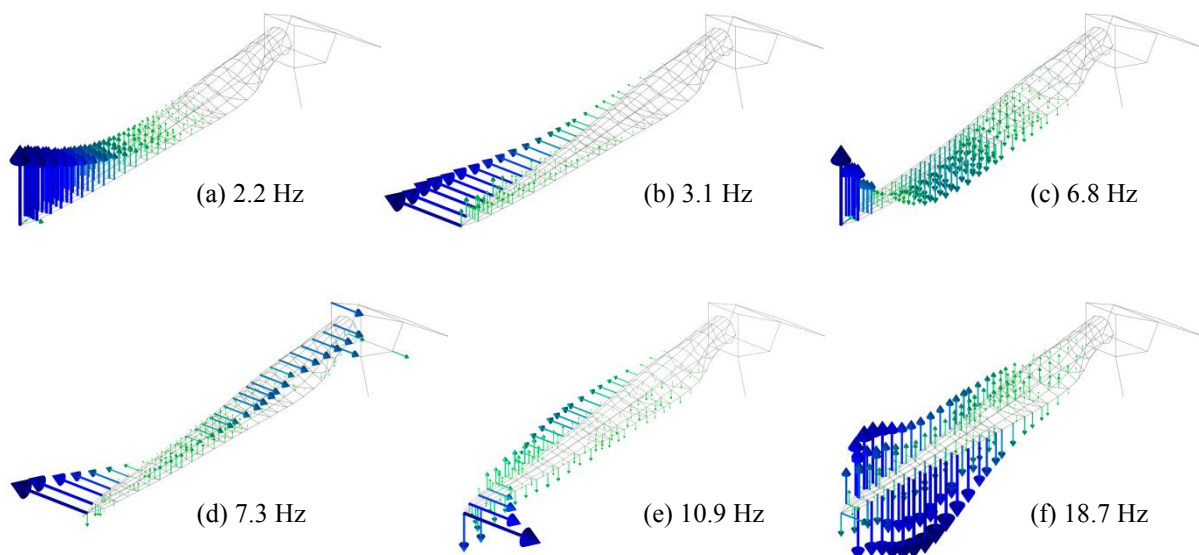 (a) 2.2 Hz
(b) 3.1 Hz
(c) 6.8 Hz
(d) 7.3 Hz
(e) 10.9 Hz
(f) 18.7 Hz